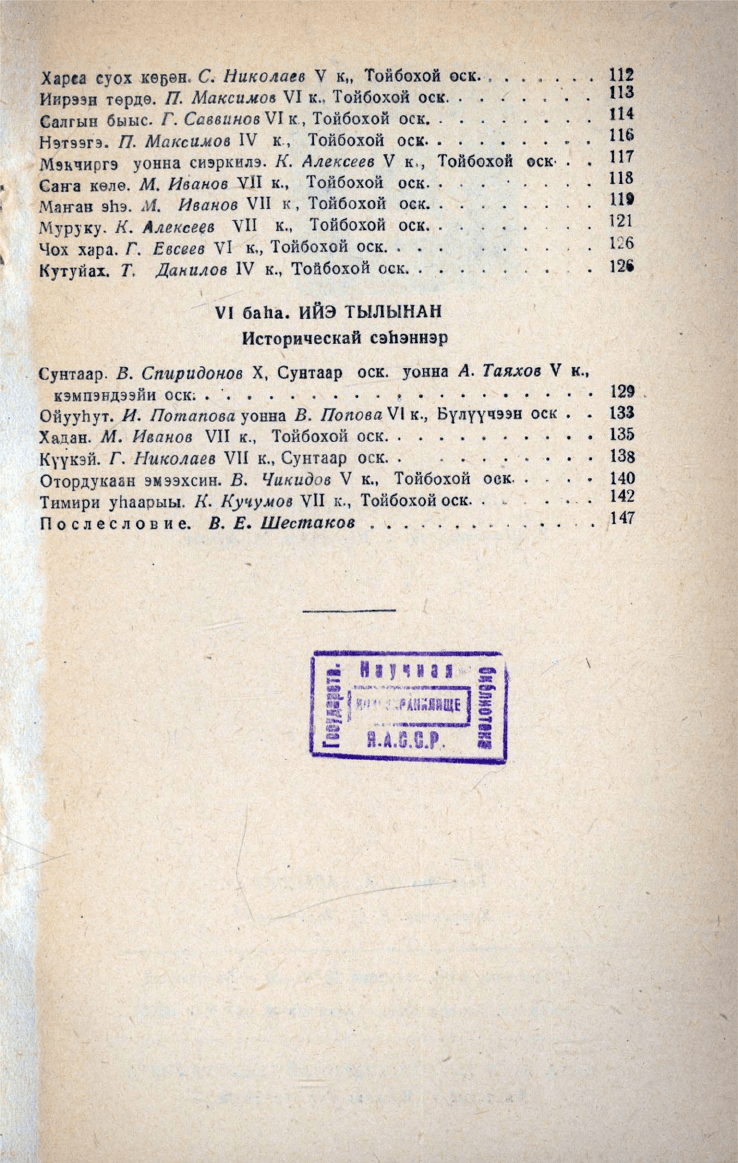 Харса суох көҕөн. С. Николаев V к., Тойбохой оск. . . . . . . 112
Иирээн төрдө. П. Максимов VI к., Тойбохой оск. . . . . . . . 113
Салгын быыс. Г. Саввинов VI к., Тойбохой оск. . . . . . . . 114
Нэтээгэ. П. Максимов IV к., Тойбохой оск. . . . . . . . 116
Мэкчиргэ уонна сиэркилэ. К. Алексеев V к., Тойбохой оск. . . 117
Саҥа көлө. М. Иванов VII к., Тойбохой оск. . . . . . . . 118
Маҥан эһэ. М. Иванов VII к., Тойбохой оск. . . . . . . . 119
Муруку. К. Алексеев VII к., Тойбохой оск. . . . . . . . 121
Чох хара. Г. Евсеев VI к., Тойбохой оск. . . . . . . . . 126
Кутуйах. Т. Данилов IV к., Тойбохой оск. . . . . . . . . 126
VI баһа. ИЙЭ ТЫЛЫНАН
Историческай сэһэннэр
Сунтаар. В. Спиридонов X, Сунтаар оск. уонна А. Таяхов V к.,
кэмпэндээйи оск. . . . . . . . . . . . . . . . . 129
Ойууһут. И. Потапова уонна В. Попова VI к., Бүлүүчээн оск . . 133
Хадан. М. Иванов VII к., Тойбохой оск. . . . . . . . . . 135
Күүкэй. Г. Николаев VII к., Сунтаар оск. . . . . . . . . . 138
Отордукаан эмээхсин. В. Чикидов V к., Тойбохой оск. . . . . 140
Тимири уһаарыы. К. Кучумов VII к., Тойбохой оск. . . . . . . 142
Послесловие. В. Е. Шестаков . . . . . . . . . . . . . 147
Государств.
Научная
библиотека
Я.А.С.С.Р.